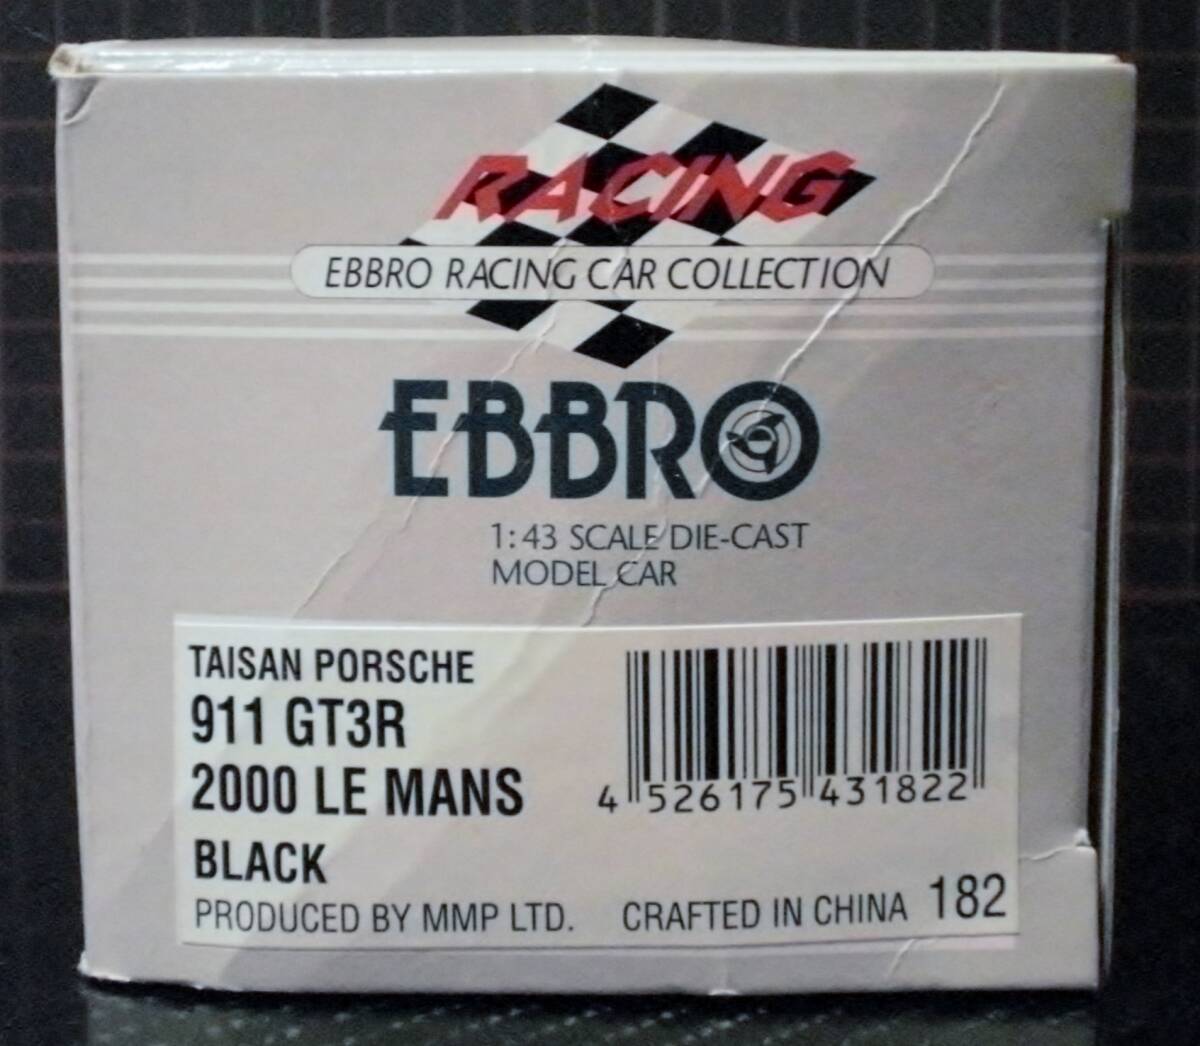 RACING
EBBRO RACING CAR COLLECTION
EBBRO
1:43 SCALE DIE-CAST
MODEL CAR
TAISAN PORSCHE
911 GT3R
2000 LE MANS
BLACK
4 526175 431822
PRODUCED BY MMP LTD. CRAFTED IN CHINA 182